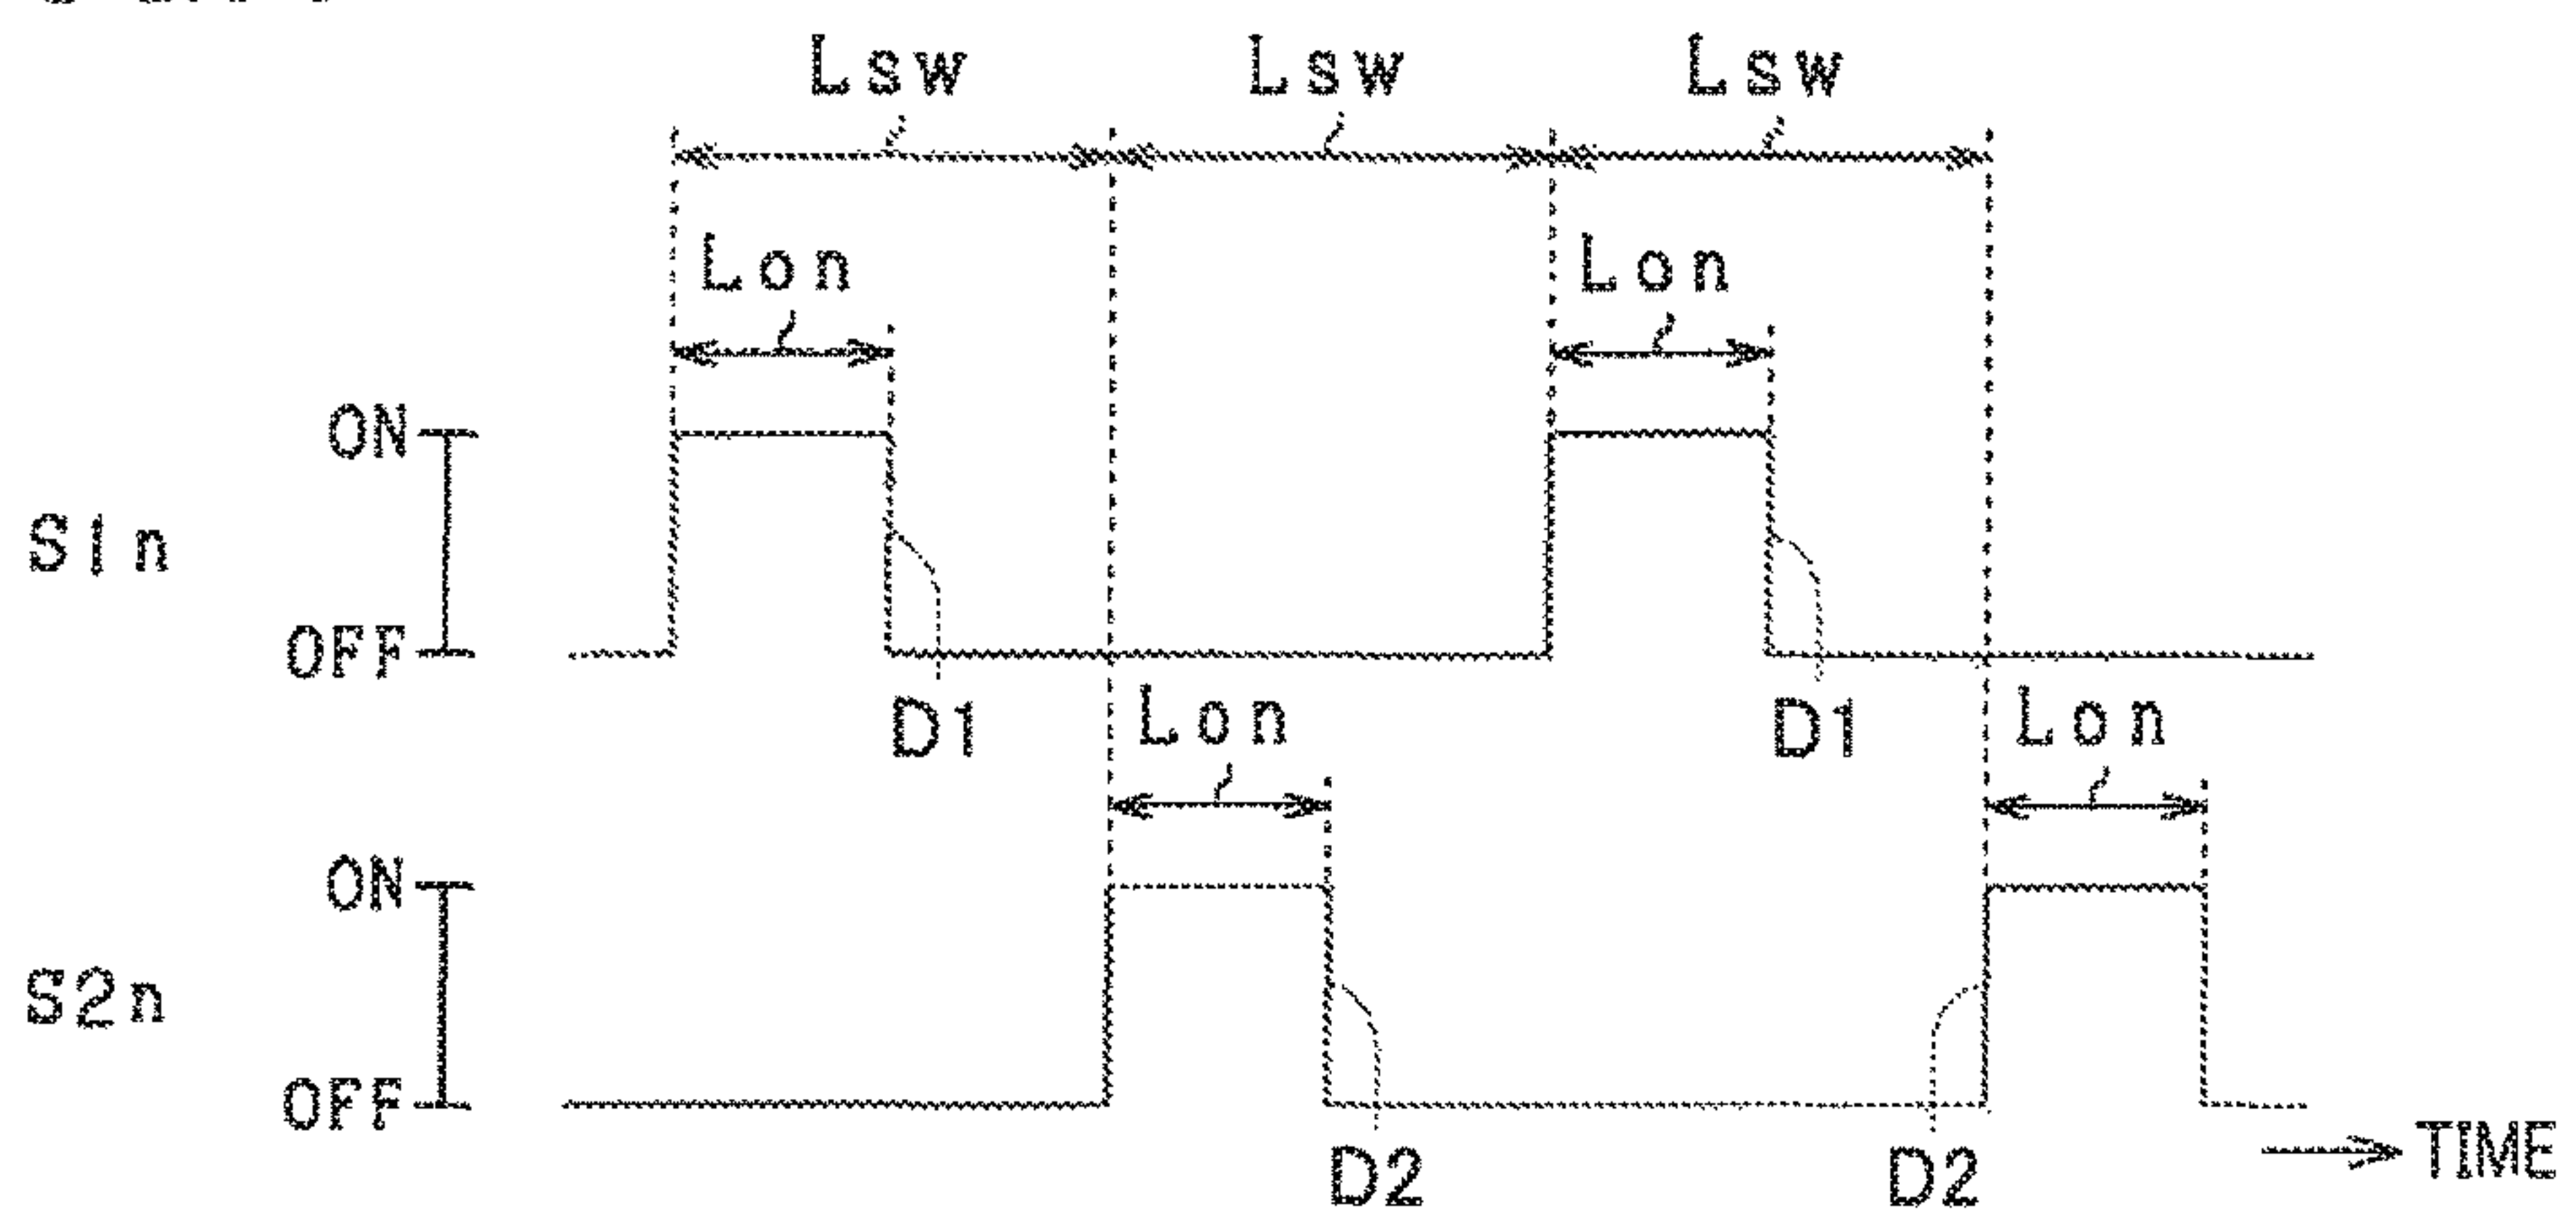 Lsw Lsw Lsw
Lon Lon
ON
S1n
OFF
D1 D1
Lon Lon
ON
S2n
OFF
D2 D2
TIME